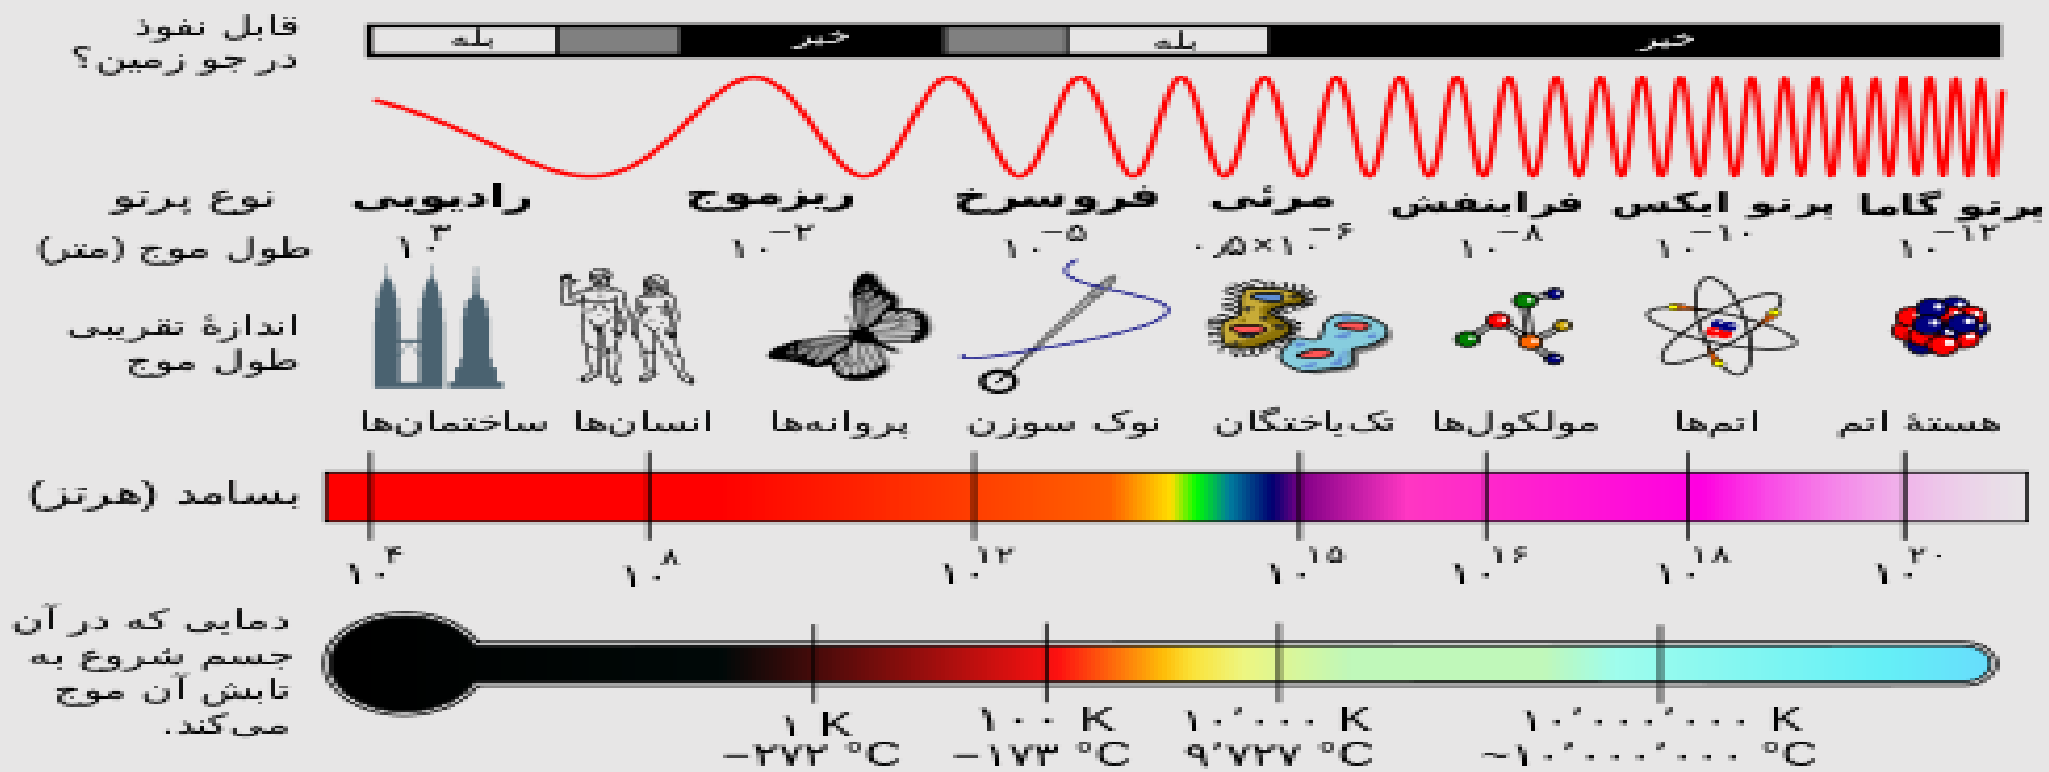 قابل نفوذ
در جو زمین؟
بله خیر بله خیر
نوع پرتو
رادیویی ریزموج فروسرخ مرئی فرابنفش پرتو ایکس پرتو گاما
طول موج (متر)
۱۰^۳ ۱۰^−۲ ۱۰^−۵ ۰٫۵×۱۰^−۶ ۱۰^−۸ ۱۰^−۱۰ ۱۰^−۱۲
اندازهٔ تقریبی
طول موج
ساختمان‌ها انسان‌ها پروانه‌ها نوک سوزن تک‌یاختگان مولکول‌ها اتم‌ها هستهٔ اتم
بسامد (هرتز)
۱۰^۴ ۱۰^۸ ۱۰^۱۲ ۱۰^۱۵ ۱۰^۱۶ ۱۰^۱۸ ۱۰^۲۰
دمایی که در آن
جسم شروع به
تابش آن موج
می‌کند.
۱ K ۱۰۰ K ۱۰٬۰۰۰ K ۱۰٬۰۰۰٬۰۰۰ K
−۲۷۲ °C −۱۷۳ °C ۹٬۷۲۷ °C ~۱۰٬۰۰۰٬۰۰۰ °C